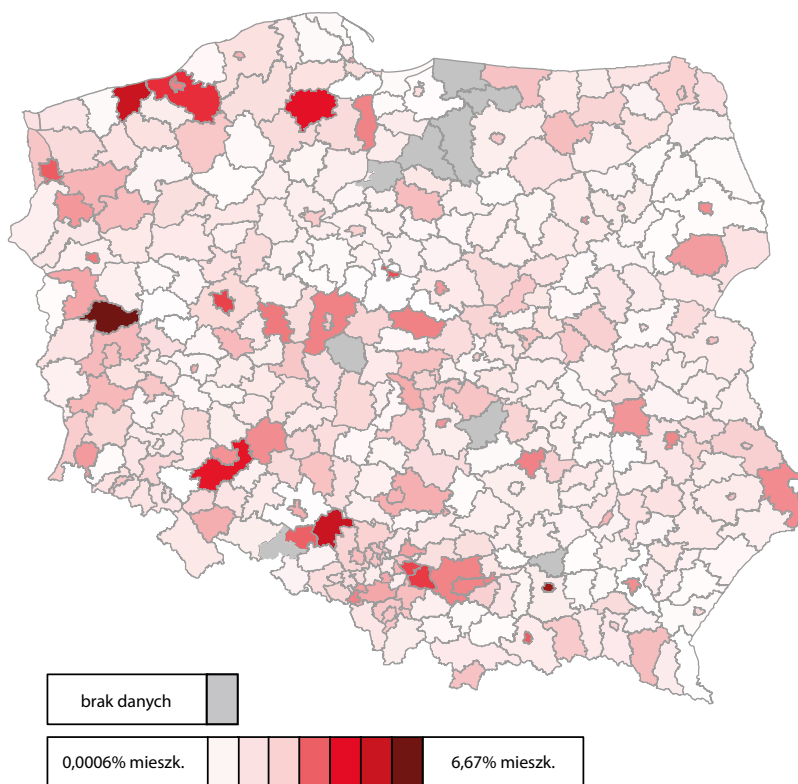 brak danych
0,0006% mieszk.
6,67% mieszk.